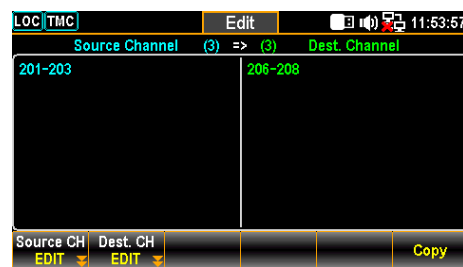 LOC TMC Edit 11:53:57
Source Channel (3) => (3) Dest. Channel
201-203 206-208
Source CH Dest. CH
EDIT EDIT Copy